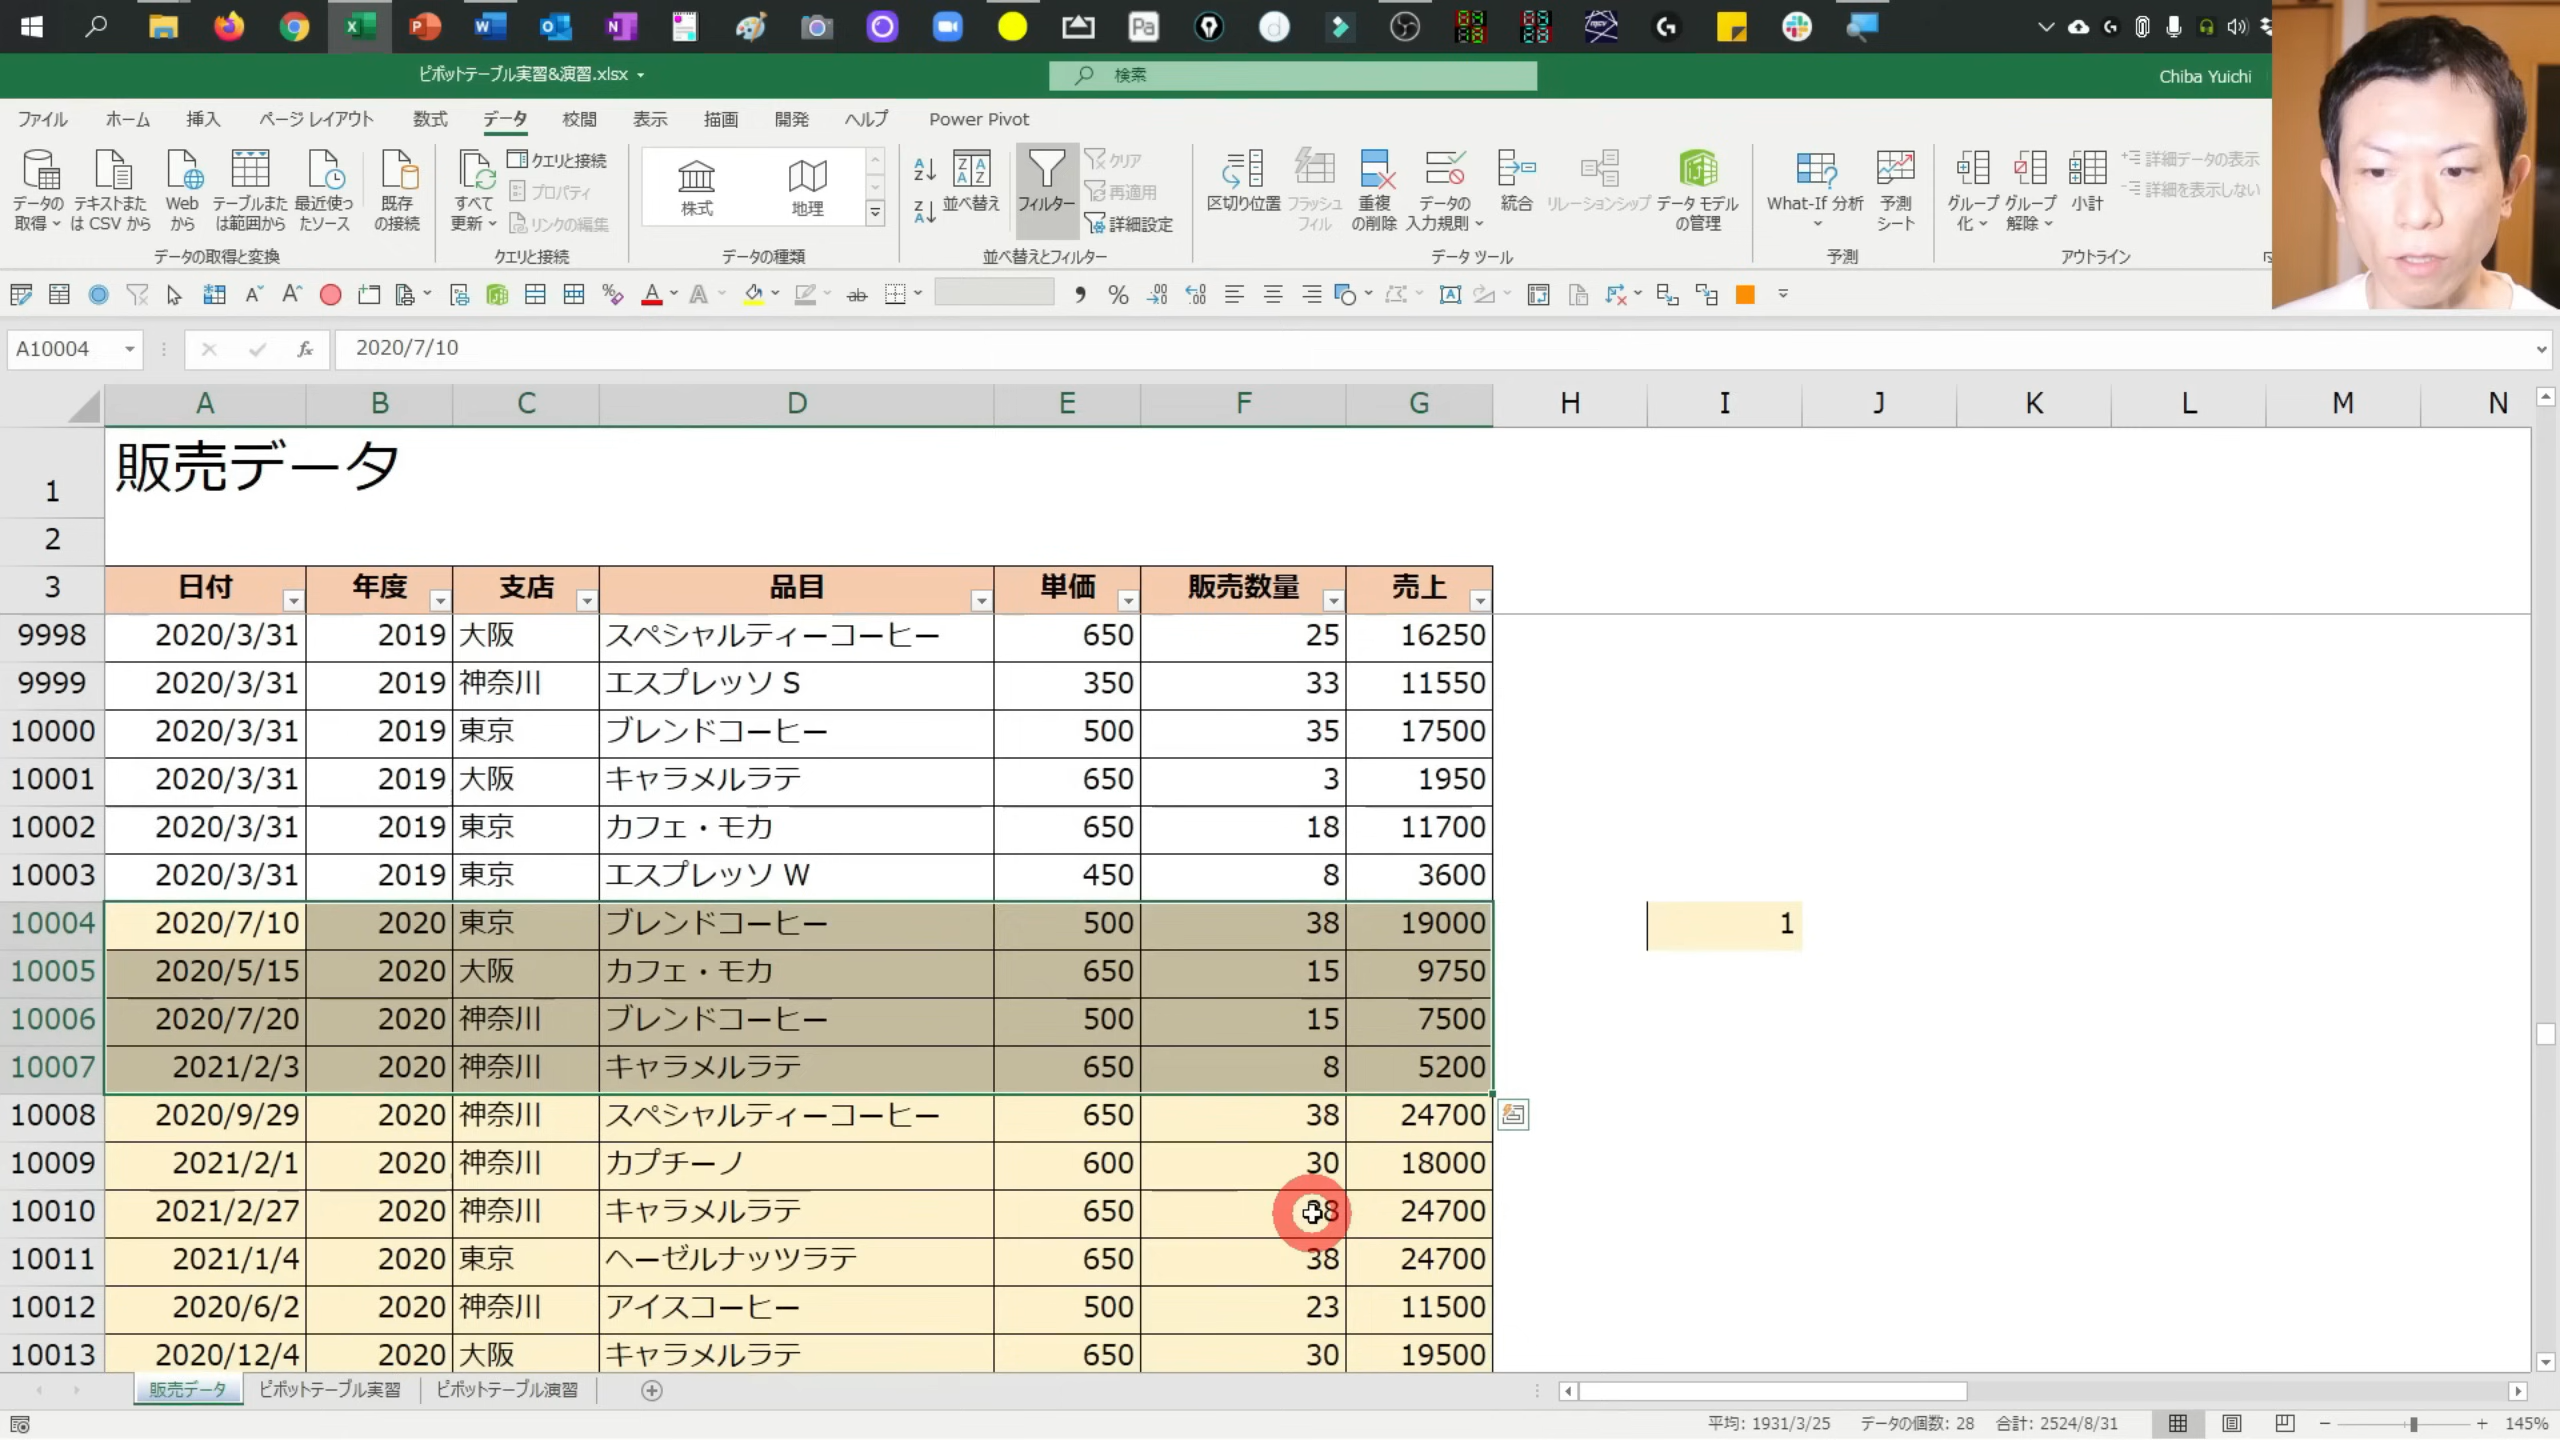 ピボットテーブル実習&演習.xlsx
検索
Chiba Yuichi
ファイル ホーム 挿入 ページ レイアウト 数式 データ 校閲 表示 描画 開発 ヘルプ Power Pivot
データの取得 テキストまたは CSV から Web から テーブルまたは範囲から 最近使ったソース 既存の接続
データの取得と変換
すべて更新 クエリと接続 プロパティ リンクの編集
クエリと接続
株式 地理
データの種類
並べ替え フィルター クリア 再適用 詳細設定
並べ替えとフィルター
区切り位置 フラッシュフィル 重複の削除 データの入力規則 統合 リレーションシップ データ モデルの管理
データ ツール
What-If 分析 予測シート
予測
グループ化 グループ解除 小計 詳細データの表示 詳細を表示しない
アウトライン
A10004 fx 2020/7/10
A B C D E F G H I J K L M N
1 販売データ
2
3 日付 年度 支店 品目 単価 販売数量 売上
9998 2020/3/31 2019 大阪 スペシャルティーコーヒー 650 25 16250
9999 2020/3/31 2019 神奈川 エスプレッソ S 350 33 11550
10000 2020/3/31 2019 東京 ブレンドコーヒー 500 35 17500
10001 2020/3/31 2019 大阪 キャラメルラテ 650 3 1950
10002 2020/3/31 2019 東京 カフェ・モカ 650 18 11700
10003 2020/3/31 2019 東京 エスプレッソ W 450 8 3600
10004 2020/7/10 2020 東京 ブレンドコーヒー 500 38 19000 1
10005 2020/5/15 2020 大阪 カフェ・モカ 650 15 9750
10006 2020/7/20 2020 神奈川 ブレンドコーヒー 500 15 7500
10007 2021/2/3 2020 神奈川 キャラメルラテ 650 8 5200
10008 2020/9/29 2020 神奈川 スペシャルティーコーヒー 650 38 24700
10009 2021/2/1 2020 神奈川 カプチーノ 600 30 18000
10010 2021/2/27 2020 神奈川 キャラメルラテ 650 38 24700
10011 2021/1/4 2020 東京 ヘーゼルナッツラテ 650 38 24700
10012 2020/6/2 2020 神奈川 アイスコーヒー 500 23 11500
10013 2020/12/4 2020 大阪 キャラメルラテ 650 30 19500
販売データ ピボットテーブル実習 ピボットテーブル演習
平均: 1931/3/25 データの個数: 28 合計: 2524/8/31 145%